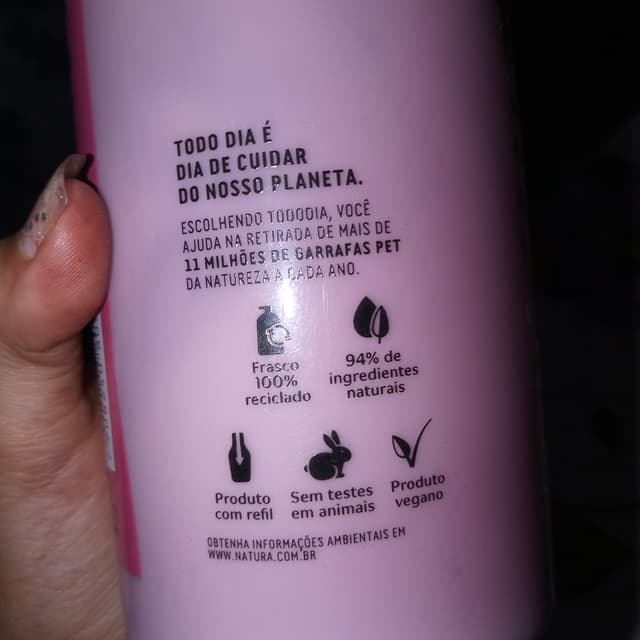 TODO DIA É
DIA DE CUIDAR
DO NOSSO PLANETA.
ESCOLHENDO TODODIA, VOCÊ
AJUDA NA RETIRADA DE MAIS DE
11 MILHÕES DE GARRAFAS PET
DA NATUREZA A CADA ANO.
Frasco
100%
reciclado
94% de
ingredientes
naturais
Produto
com refil
Sem testes
em animais
Produto
vegano
OBTENHA INFORMAÇÕES AMBIENTAIS EM
WWW.NATURA.COM.BR